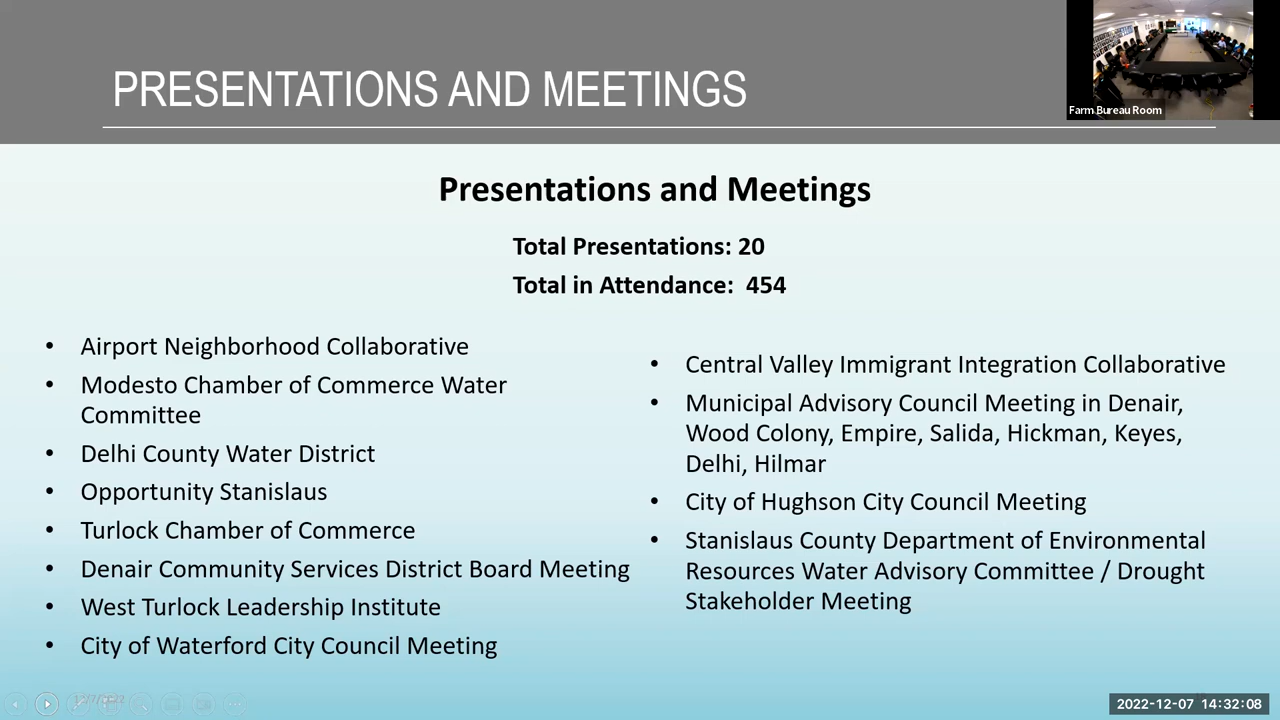 PRESENTATIONS AND MEETINGS
Farm Bureau Room
Presentations and Meetings
Total Presentations: 20
Total in Attendance: 454
• Airport Neighborhood Collaborative
• Modesto Chamber of Commerce Water
Committee
• Delhi County Water District
• Opportunity Stanislaus
• Turlock Chamber of Commerce
• Denair Community Services District Board Meeting
• West Turlock Leadership Institute
• City of Waterford City Council Meeting
• Central Valley Immigrant Integration Collaborative
• Municipal Advisory Council Meeting in Denair,
Wood Colony, Empire, Salida, Hickman, Keyes,
Delhi, Hilmar
• City of Hughson City Council Meeting
• Stanislaus County Department of Environmental
Resources Water Advisory Committee / Drought
Stakeholder Meeting
2022-12-07 14:32:08